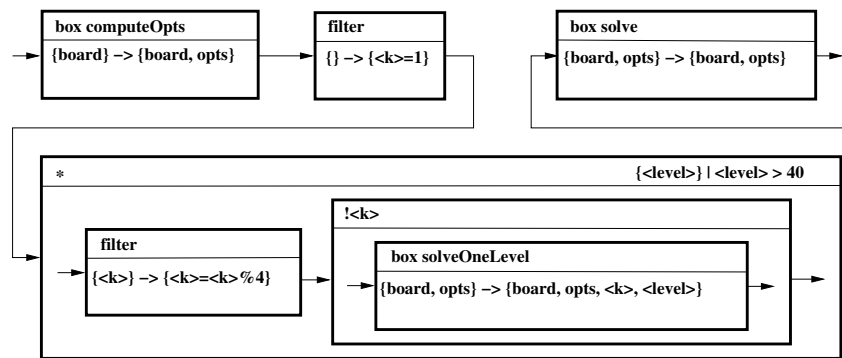 box computeOpts
{board} −> {board, opts}
filter
{} −> {<k>=1}
box solve
{board, opts} −> {board, opts}
*
{<level>} | <level> > 40
!<k>
filter
{<k>} −> {<k>=<k>%4}
box solveOneLevel
{board, opts} −> {board, opts, <k>, <level>}